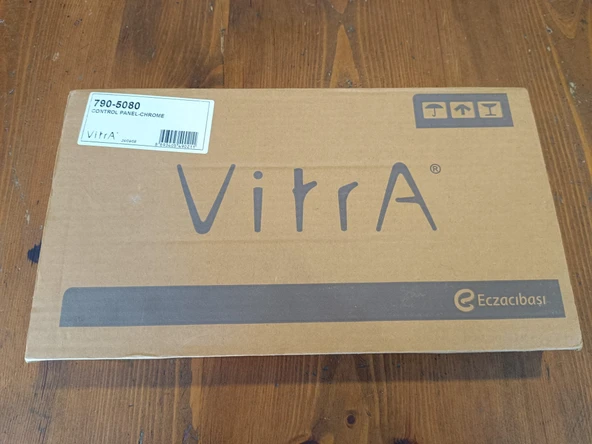 790-5080
CONTROL PANEL-CHROME
VitrA
VitrA®
Eczacıbaşı